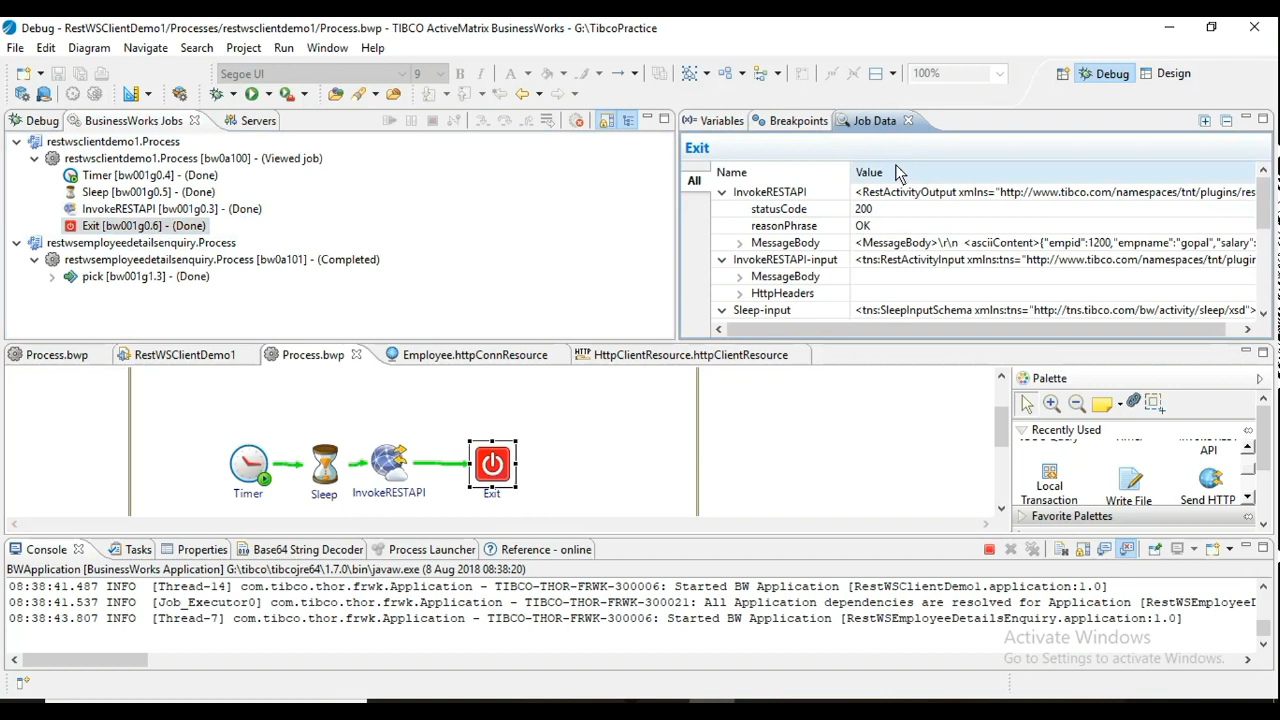 Debug - RestWSClientDemo1/Processes/restwsclientdemo1/Process.bwp - TIBCO ActiveMatrix BusinessWorks - G:\TibcoPractice
File Edit Diagram Navigate Search Project Run Window Help
Segoe UI 9 B I A 100% Debug Design
Debug BusinessWorks Jobs Servers
restwsclientdemo1.Process
restwsclientdemo1.Process [bw0a100] - (Viewed job)
Timer [bw001g0.4] - (Done)
Sleep [bw001g0.5] - (Done)
InvokeRESTAPI [bw001g0.3] - (Done)
Exit [bw001g0.6] - (Done)
restwsemployeedetailsenquiry.Process
restwsemployeedetailsenquiry.Process [bw0a101] - (Completed)
pick [bw001g1.3] - (Done)
(x)= Variables Breakpoints Job Data
Exit
All
Name Value
InvokeRESTAPI <RestActivityOutput xmlns="http://www.tibco.com/namespaces/tnt/plugins/res
statusCode 200
reasonPhrase OK
MessageBody <MessageBody>\r\n <asciiContent>{"empid":1200,"empname":"gopal","salary":
InvokeRESTAPI-input <tns:RestActivityInput xmlns:tns="http://www.tibco.com/namespaces/tnt/plugir
MessageBody
HttpHeaders
Sleep-input <tns:SleepInputSchema xmlns:tns="http://tns.tibco.com/bw/activity/sleep/xsd">
Process.bwp RestWSClientDemo1 Process.bwp Employee.httpConnResource HTTP HttpClientResource.httpClientResource
Timer Sleep InvokeRESTAPI Exit
Palette
Recently Used
API
Local Transaction
Write File
Send HTTP
Favorite Palettes
Console Tasks Properties Base64 String Decoder Process Launcher Reference - online
BWApplication [BusinessWorks Application] G:\tibco\tibcojre64\1.7.0\bin\javaw.exe (8 Aug 2018 08:38:20)
08:38:41.487 INFO [Thread-14] com.tibco.thor.frwk.Application - TIBCO-THOR-FRWK-300006: Started BW Application [RestWSClientDemo1.application:1.0]
08:38:41.537 INFO [Job_Executor0] com.tibco.thor.frwk.Application - TIBCO-THOR-FRWK-300021: All Application dependencies are resolved for Application [RestWSEmployeeD
08:38:43.807 INFO [Thread-7] com.tibco.thor.frwk.Application - TIBCO-THOR-FRWK-300006: Started BW Application [RestWSEmployeeDetailsEnquiry.application:1.0]
Activate Windows
Go to Settings to activate Windows.